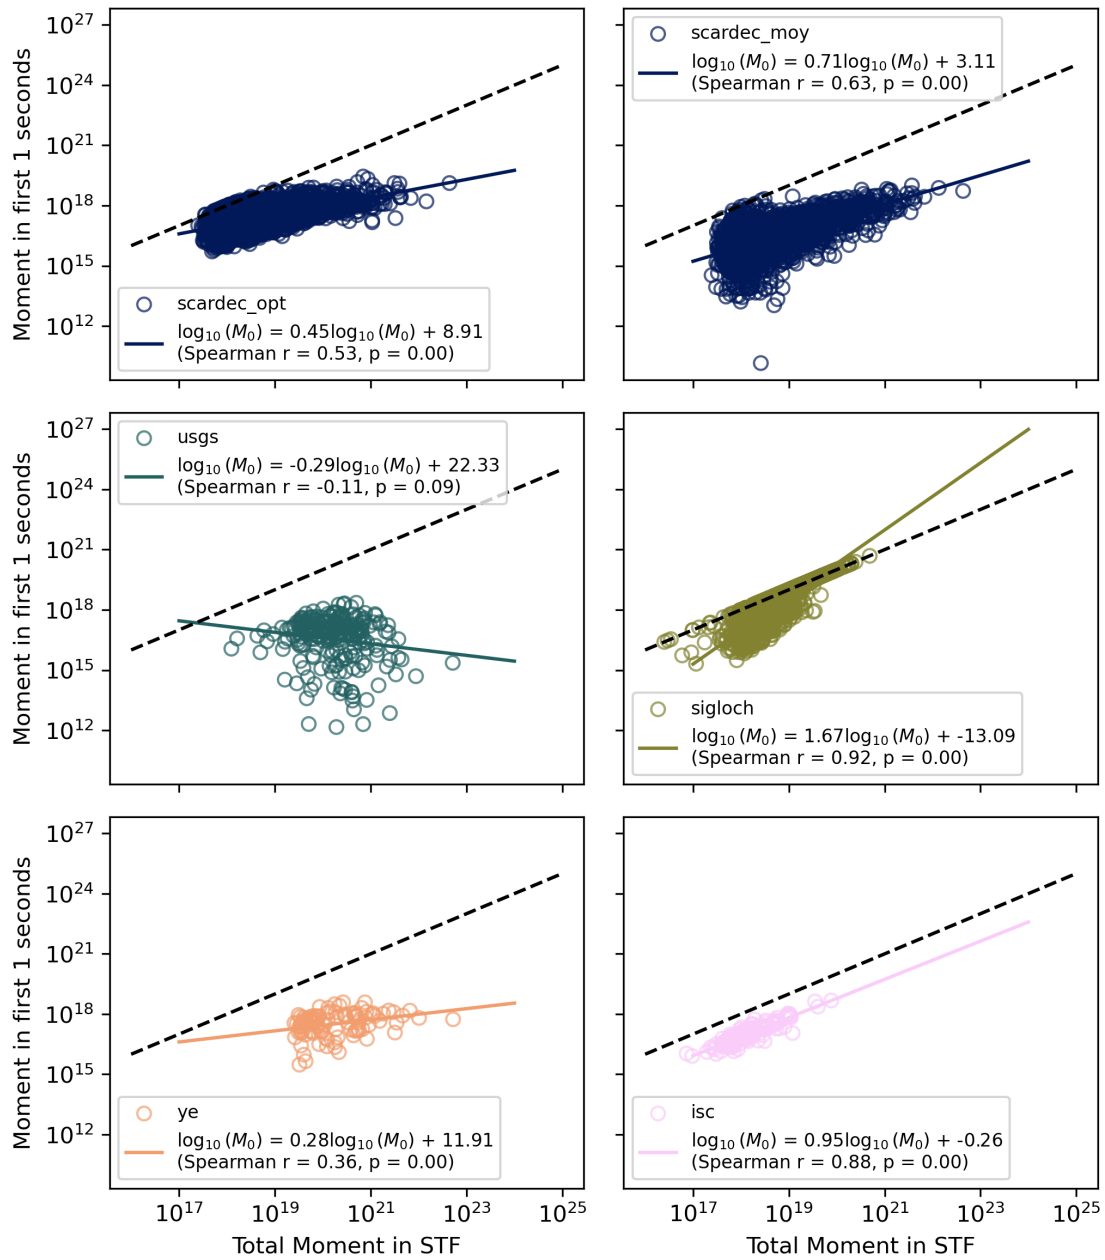 10^27
10^24
10^21
10^18
10^15
10^12
Moment in first 1 seconds
scardec_opt
log₁₀ (M₀) = 0.45log₁₀ (M₀) + 8.91
(Spearman r = 0.53, p = 0.00)
scardec_moy
log₁₀ (M₀) = 0.71log₁₀ (M₀) + 3.11
(Spearman r = 0.63, p = 0.00)
10^27
10^24
10^21
10^18
10^15
10^12
Moment in first 1 seconds
usgs
log₁₀ (M₀) = -0.29log₁₀ (M₀) + 22.33
(Spearman r = -0.11, p = 0.09)
sigloch
log₁₀ (M₀) = 1.67log₁₀ (M₀) + -13.09
(Spearman r = 0.92, p = 0.00)
10^27
10^24
10^21
10^18
10^15
10^12
Moment in first 1 seconds
ye
log₁₀ (M₀) = 0.28log₁₀ (M₀) + 11.91
(Spearman r = 0.36, p = 0.00)
isc
log₁₀ (M₀) = 0.95log₁₀ (M₀) + -0.26
(Spearman r = 0.88, p = 0.00)
10^17 10^19 10^21 10^23 10^25
Total Moment in STF
10^17 10^19 10^21 10^23 10^25
Total Moment in STF